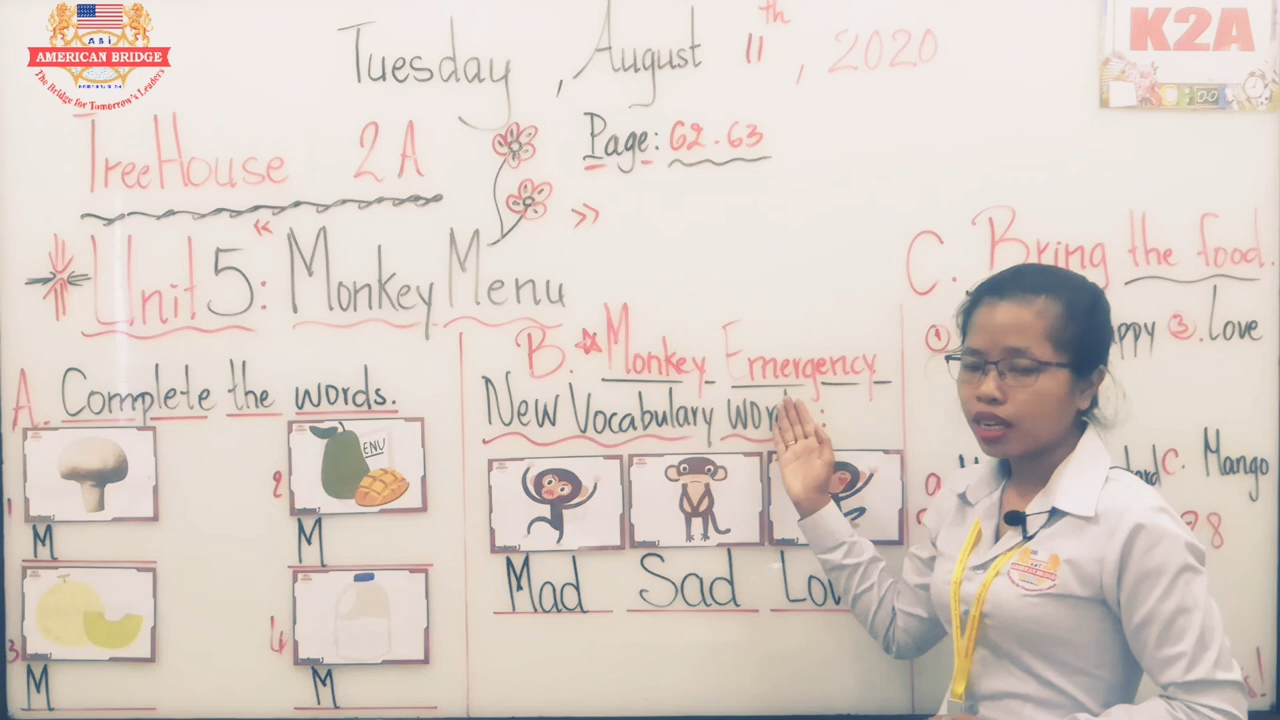 ABI
AMERICAN BRIDGE
The Bridge for Tomorrow's Leaders
Tuesday, August 11th, 2020
K2A
TreeHouse 2A
Page: 62.63
Unit 5: "Monkey Menu"
A. Complete the words.
1
M
2
ENU
M
3
M
4
M
B. Monkey Emergency
New Vocabulary
Mad
Sad
C. Bring the food.
1
3. Love
a
C. Mango